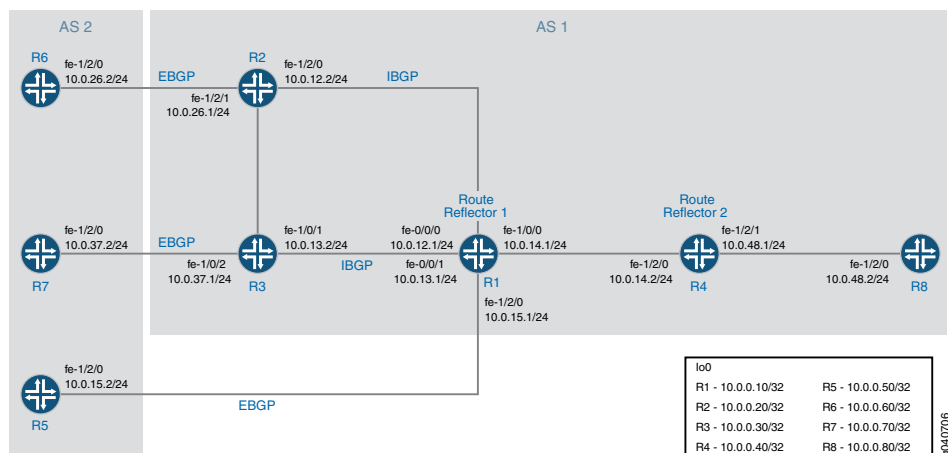 AS 2
AS 1
R6
fe-1/2/0
10.0.26.2/24
EBGP
R2
fe-1/2/0
10.0.12.2/24
IBGP
fe-1/2/1
10.0.26.1/24
fe-1/2/0
10.0.37.2/24
R7
EBGP
fe-1/0/2
10.0.37.1/24
fe-1/0/1
10.0.13.2/24
R3
IBGP
Route
Reflector 1
fe-0/0/0
10.0.12.1/24
fe-0/0/1
10.0.13.1/24
fe-1/0/0
10.0.14.1/24
R1
fe-1/2/0
10.0.15.1/24
Route
Reflector 2
fe-1/2/1
10.0.48.1/24
fe-1/2/0
10.0.14.2/24
R4
fe-1/2/0
10.0.48.2/24
R8
fe-1/2/0
10.0.15.2/24
R5
EBGP
lo0
R1 - 10.0.0.10/32 R5 - 10.0.0.50/32
R2 - 10.0.0.20/32 R6 - 10.0.0.60/32
R3 - 10.0.0.30/32 R7 - 10.0.0.70/32
R4 - 10.0.0.40/32 R8 - 10.0.0.80/32